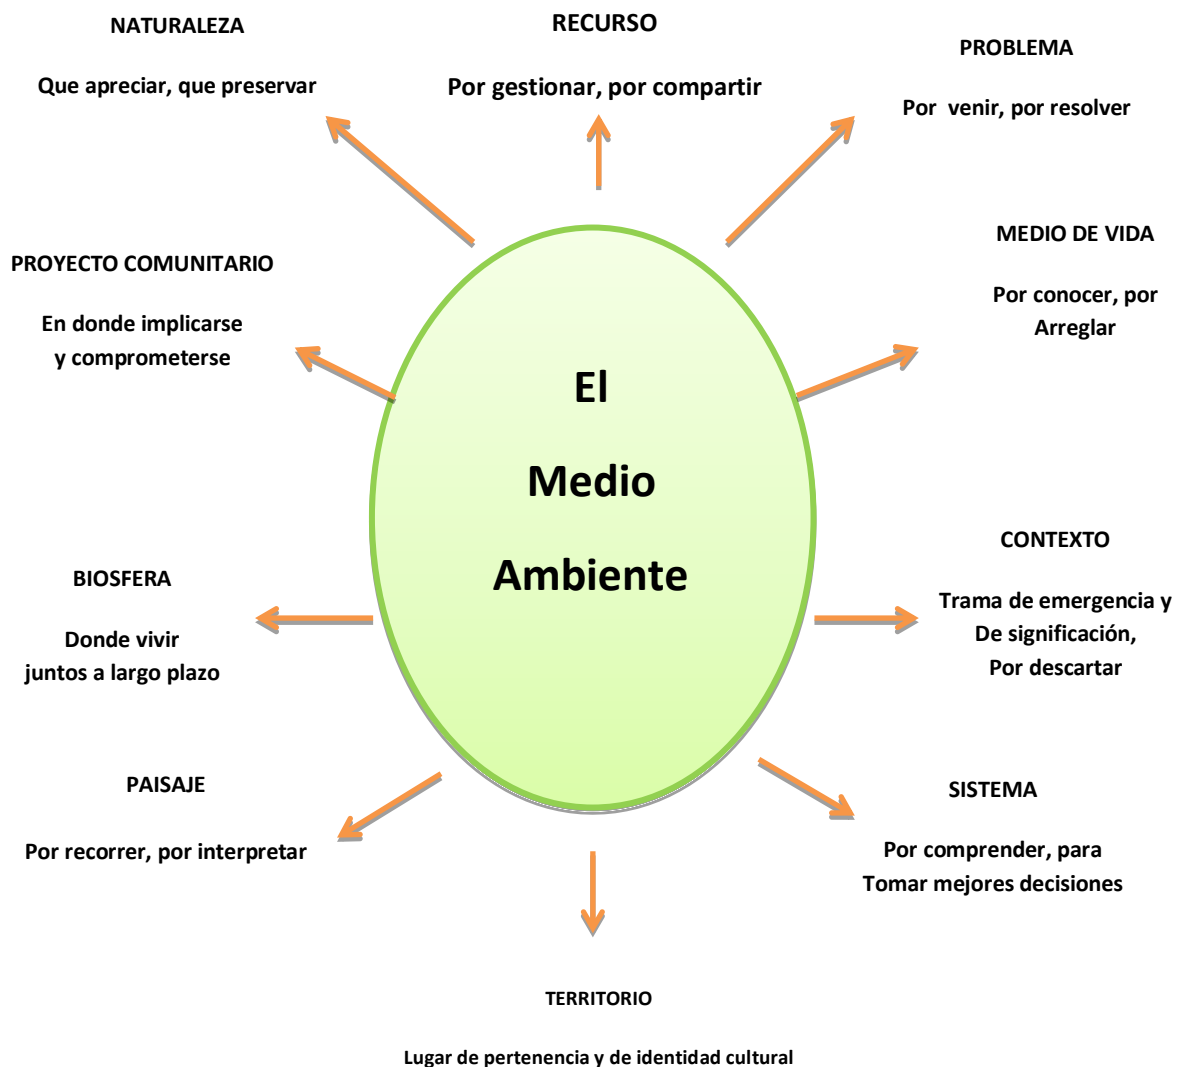 NATURALEZA
Que apreciar, que preservar
RECURSO
Por gestionar, por compartir
PROBLEMA
Por venir, por resolver
PROYECTO COMUNITARIO
En donde implicarse
y comprometerse
MEDIO DE VIDA
Por conocer, por
Arreglar
El
Medio
Ambiente
BIOSFERA
Donde vivir
juntos a largo plazo
CONTEXTO
Trama de emergencia y
De significación,
Por descartar
PAISAJE
Por recorrer, por interpretar
SISTEMA
Por comprender, para
Tomar mejores decisiones
TERRITORIO
Lugar de pertenencia y de identidad cultural